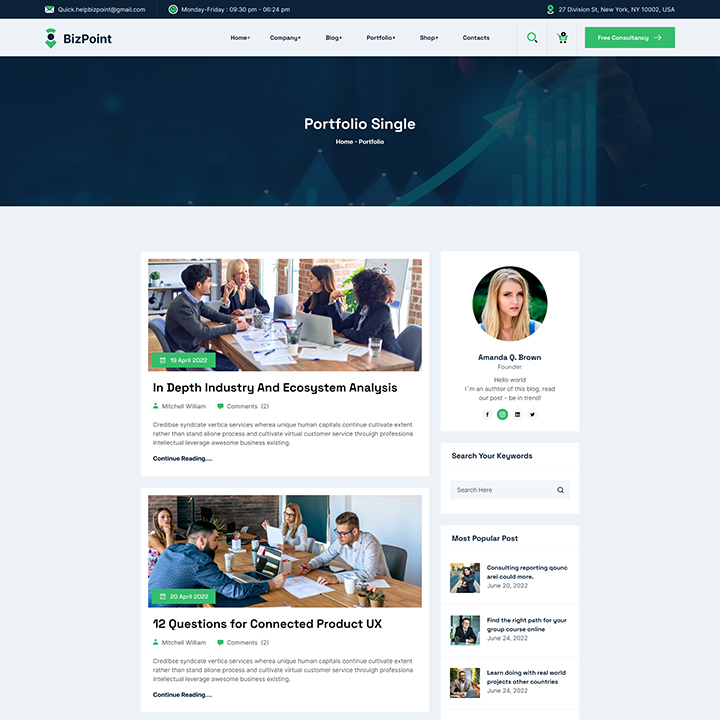 Quick.helpbizpoint@gmail.com
Monday-Friday : 09:30 pm - 06:24 pm
27 Division St, New York, NY 10002, USA
BizPoint
Home+
Company+
Blog+
Portfolio+
Shop+
Contacts
0
Free Consultancy
Portfolio Single
Home - Portfolio
19 April 2022
In Depth Industry And Ecosystem Analysis
Mitchell William
Comments (2)
Credibse syndcate vertica services wherea unique human capitals continue cultivate extent
rather than stand allone process and cultivate virtual customer service throuigh professiona
intellectual leverage awesome business existing.
Continue Reading....
20 April 2022
12 Questions for Connected Product UX
Mitchell William
Comments (2)
Credibse syndcate vertica services wherea unique human capitals continue cultivate extent
rather than stand allone process and cultivate virtual customer service throuigh professiona
intellectual leverage awesome business existing.
Continue Reading....
Amanda Q. Brown
Founder
Hello world
I`m an authtor of this blog, read
our post - be in trend!
Search Your Keywords
Search Here
Most Popular Post
Consulting reporting qounc
arei could more.
June 20, 2022
Find the right path for your
group course online
June 24, 2022
Learn doing with real world
projects other countries
June 24, 2022